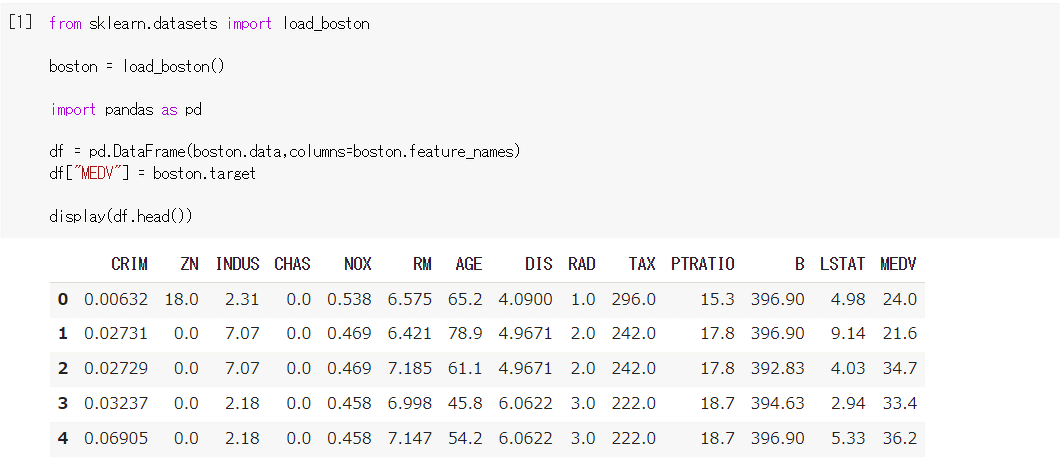 [1] from sklearn.datasets import load_boston
boston = load_boston()
import pandas as pd
df = pd.DataFrame(boston.data,columns=boston.feature_names)
df["MEDV"] = boston.target
display(df.head())
CRIM ZN INDUS CHAS NOX RM AGE DIS RAD TAX PTRATIO B LSTAT MEDV
0 0.00632 18.0 2.31 0.0 0.538 6.575 65.2 4.0900 1.0 296.0 15.3 396.90 4.98 24.0
1 0.02731 0.0 7.07 0.0 0.469 6.421 78.9 4.9671 2.0 242.0 17.8 396.90 9.14 21.6
2 0.02729 0.0 7.07 0.0 0.469 7.185 61.1 4.9671 2.0 242.0 17.8 392.83 4.03 34.7
3 0.03237 0.0 2.18 0.0 0.458 6.998 45.8 6.0622 3.0 222.0 18.7 394.63 2.94 33.4
4 0.06905 0.0 2.18 0.0 0.458 7.147 54.2 6.0622 3.0 222.0 18.7 396.90 5.33 36.2